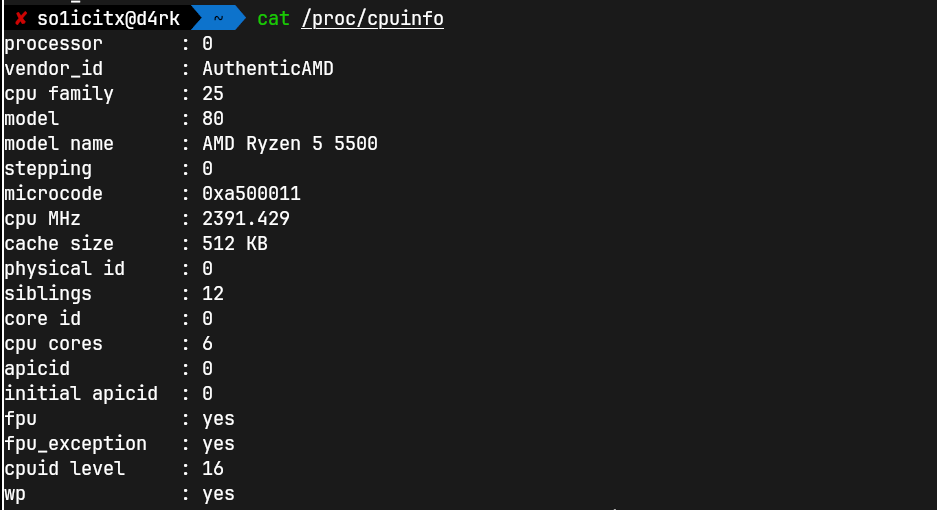 ✘ so1icitx@d4rk ~ cat /proc/cpuinfo
processor : 0
vendor_id : AuthenticAMD
cpu family : 25
model : 80
model name : AMD Ryzen 5 5500
stepping : 0
microcode : 0xa500011
cpu MHz : 2391.429
cache size : 512 KB
physical id : 0
siblings : 12
core id : 0
cpu cores : 6
apicid : 0
initial apicid : 0
fpu : yes
fpu_exception : yes
cpuid level : 16
wp : yes